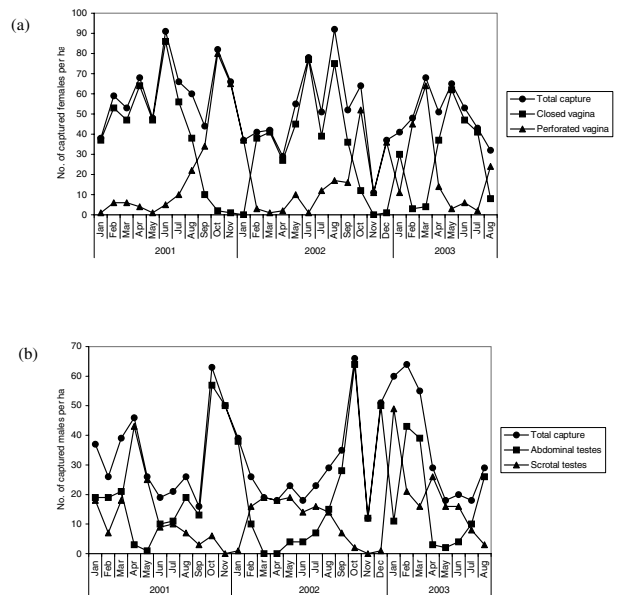 (a)
No. of captured females per ha
100
90
80
70
60
50
40
30
20
10
0
Jan Feb Mar Apr May Jun Jul Aug Sep Oct Nov Jan Feb Mar Apr May Jun Jul Aug Sep Oct Nov Dec Jan Feb Mar Apr May Jun Jul Aug
2001 2002 2003
Total capture
Closed vagina
Perforated vagina
(b)
No. of captured males per ha
70
60
50
40
30
20
10
0
Jan Feb Mar Apr May Jun Jul Aug Sep Oct Nov Jan Feb Mar Apr May Jun Jul Aug Sep Oct Nov Dec Jan Feb Mar Apr May Jun Jul Aug
2001 2002 2003
Total capture
Abdominal testes
Scrotal testes